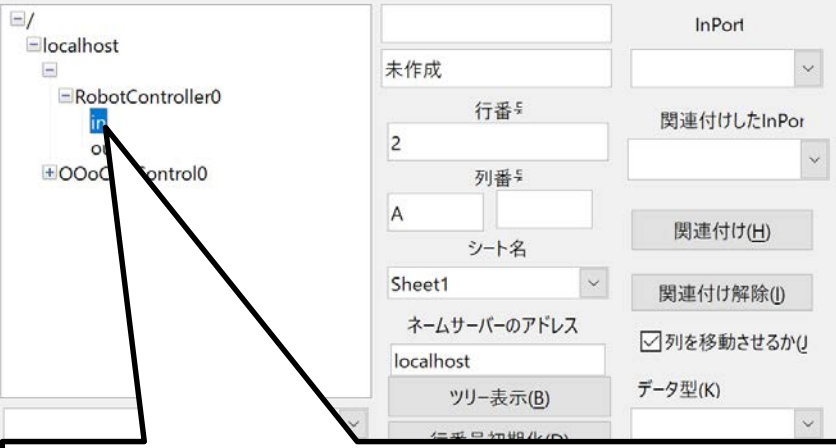 /
localhost
RobotController0
in
OOoC ontrol0
未作成
行番号
2
列番号
A
シート名
Sheet1
ネームサーバーのアドレス
localhost
ツリー表示(B)
InPort
関連付けしたInPor
関連付け(H)
関連付け解除(I)
列を移動させるか(J
データ型(K)